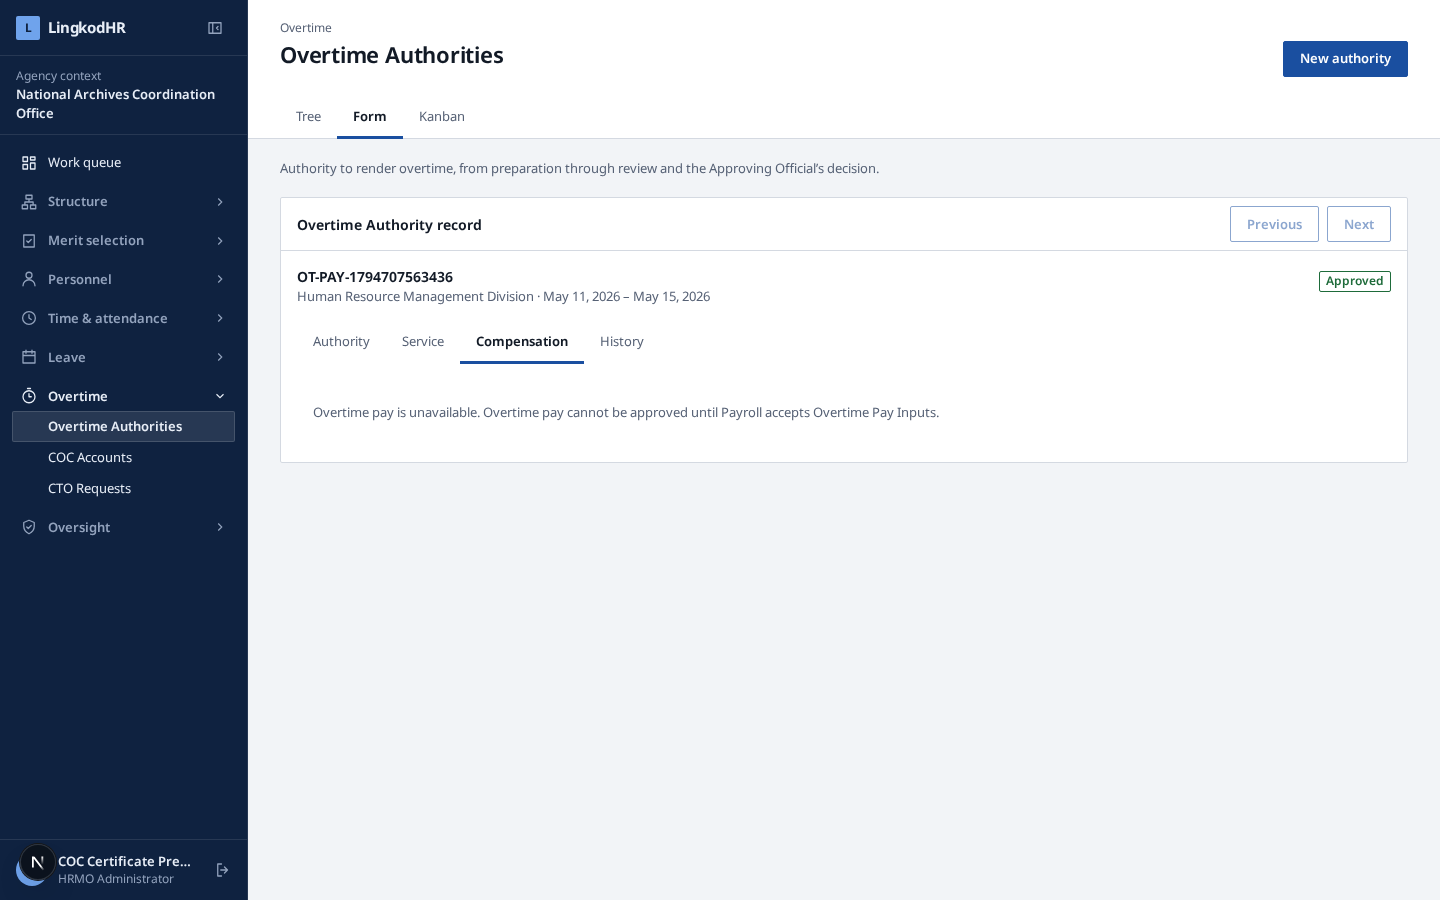 L LingkodHR
Agency context
National Archives Coordination
Office
Work queue
Structure
Merit selection
Personnel
Time & attendance
Leave
Overtime
Overtime Authorities
COC Accounts
CTO Requests
Oversight
N
COC Certificate Pre...
HRMO Administrator
Overtime
Overtime Authorities
New authority
Tree Form Kanban
Authority to render overtime, from preparation through review and the Approving Official’s decision.
Overtime Authority record
Previous Next
OT-PAY-1794707563436
Approved
Human Resource Management Division · May 11, 2026 – May 15, 2026
Authority Service Compensation History
Overtime pay is unavailable. Overtime pay cannot be approved until Payroll accepts Overtime Pay Inputs.